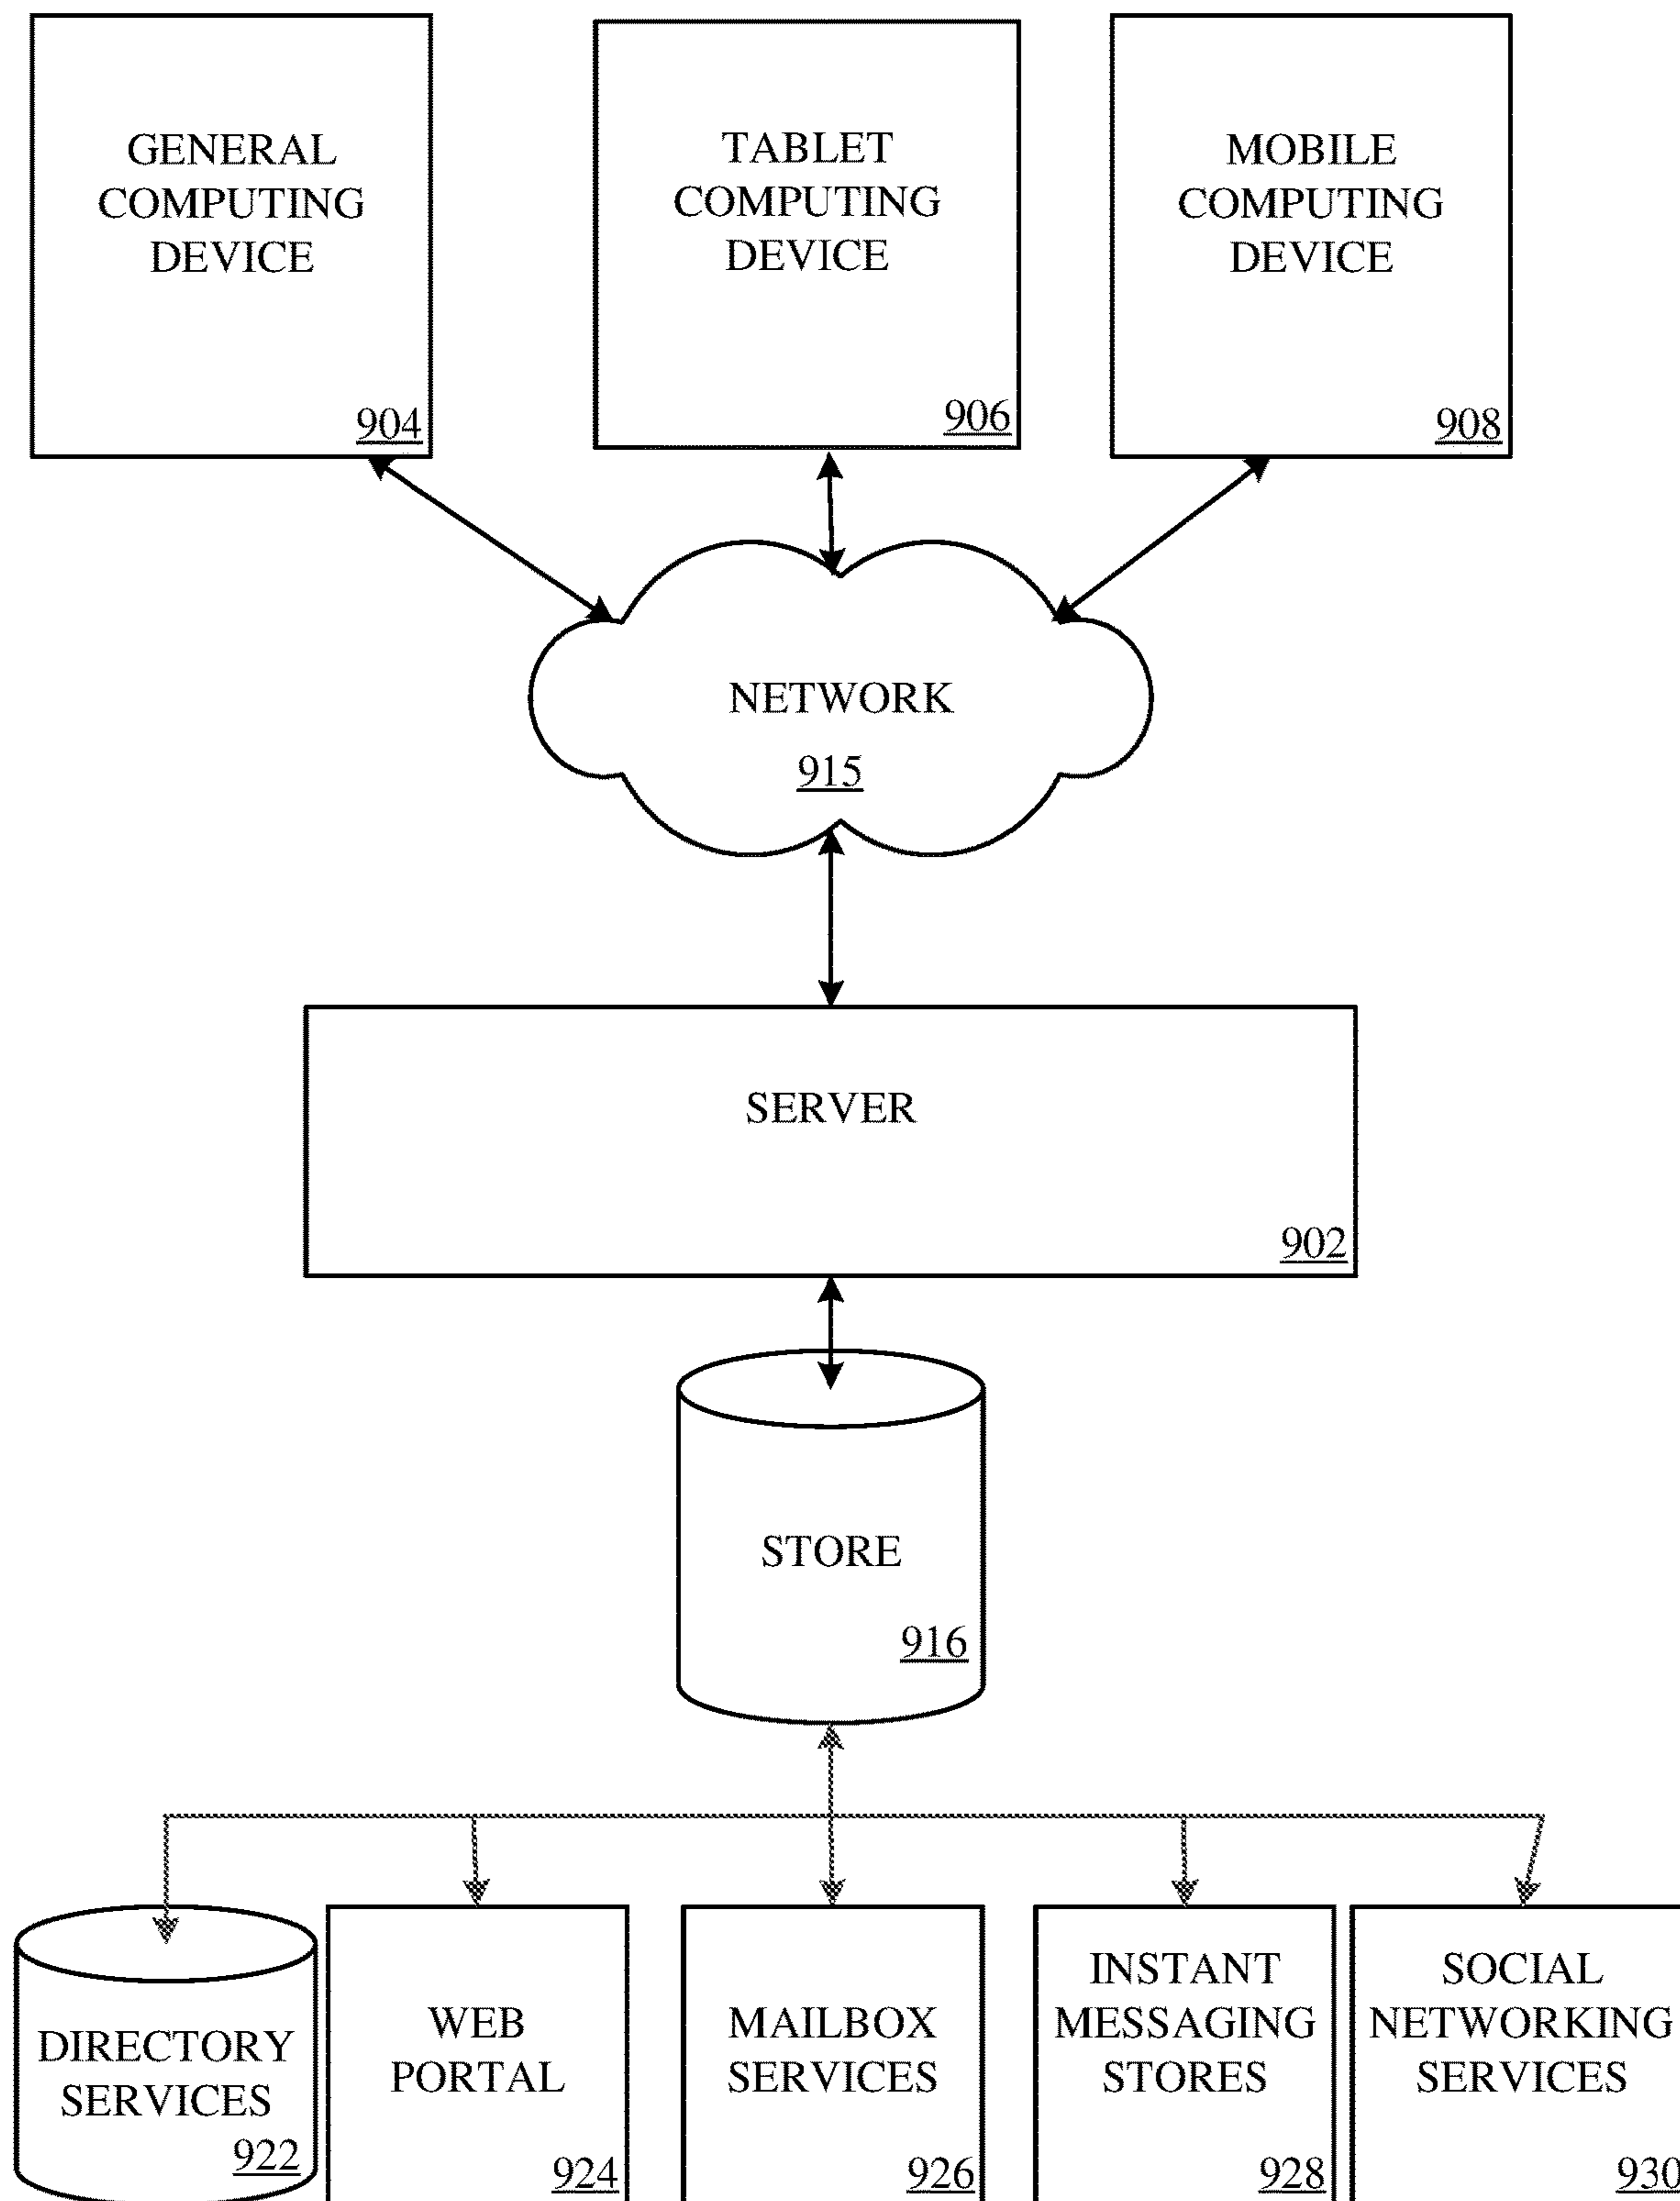 GENERAL
COMPUTING
DEVICE
904
TABLET
COMPUTING
DEVICE
906
MOBILE
COMPUTING
DEVICE
908
NETWORK
915
SERVER
902
STORE
916
DIRECTORY
SERVICES
922
WEB
PORTAL
924
MAILBOX
SERVICES
926
INSTANT
MESSAGING
STORES
928
SOCIAL
NETWORKING
SERVICES
930